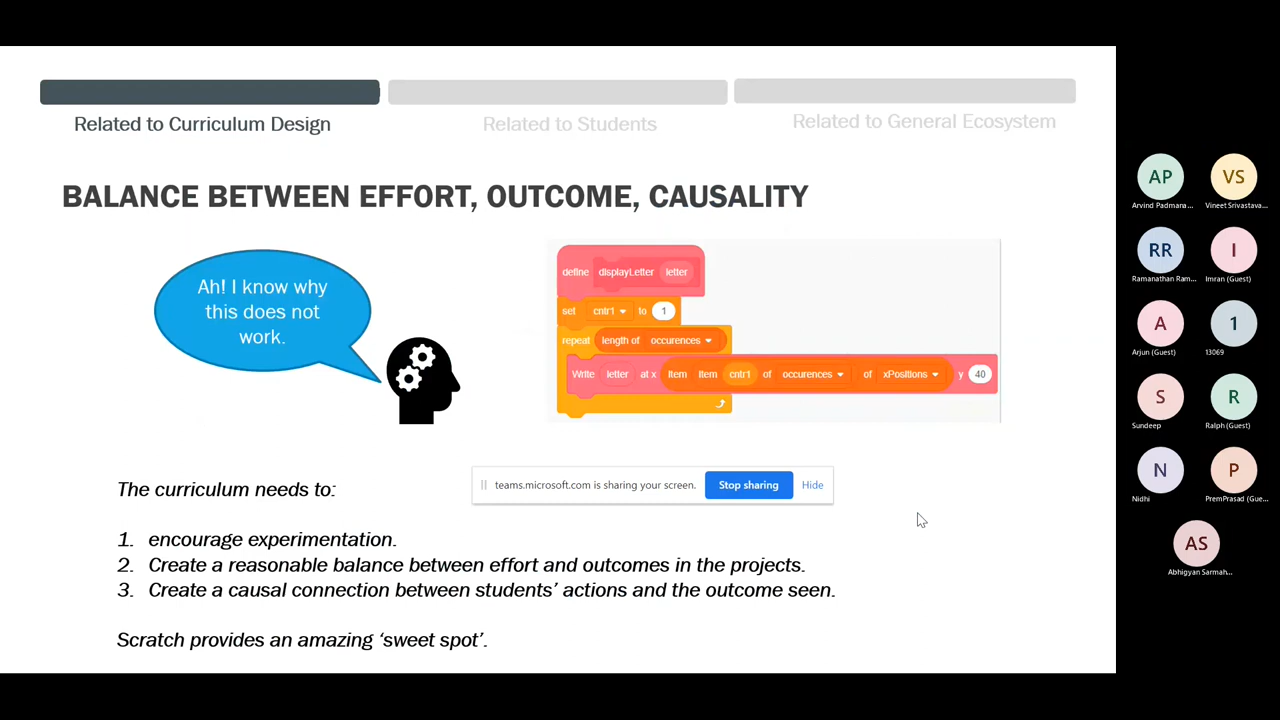 Related to Curriculum Design
Related to Students
Related to General Ecosystem
BALANCE BETWEEN EFFORT, OUTCOME, CAUSALITY
Ah! I know why
this does not
work.
define displayLetter letter
set cntr1 to 1
repeat length of occurences
Write letter at x item item cntr1 of occurences of xPositions y 40
teams.microsoft.com is sharing your screen. Stop sharing Hide
The curriculum needs to:
1. encourage experimentation.
2. Create a reasonable balance between effort and outcomes in the projects.
3. Create a causal connection between students' actions and the outcome seen.
Scratch provides an amazing 'sweet spot'.
AP VS
Arvind Padmana... Vineet Srivastava...
RR I
Ramanathan Ram... Imran (Guest)
A 1
Arjun (Guest) 13069
S R
Sundeep Ralph (Guest)
N P
Nidhi PremPrasad (Gue...
AS
Abhigyan Sarmah...